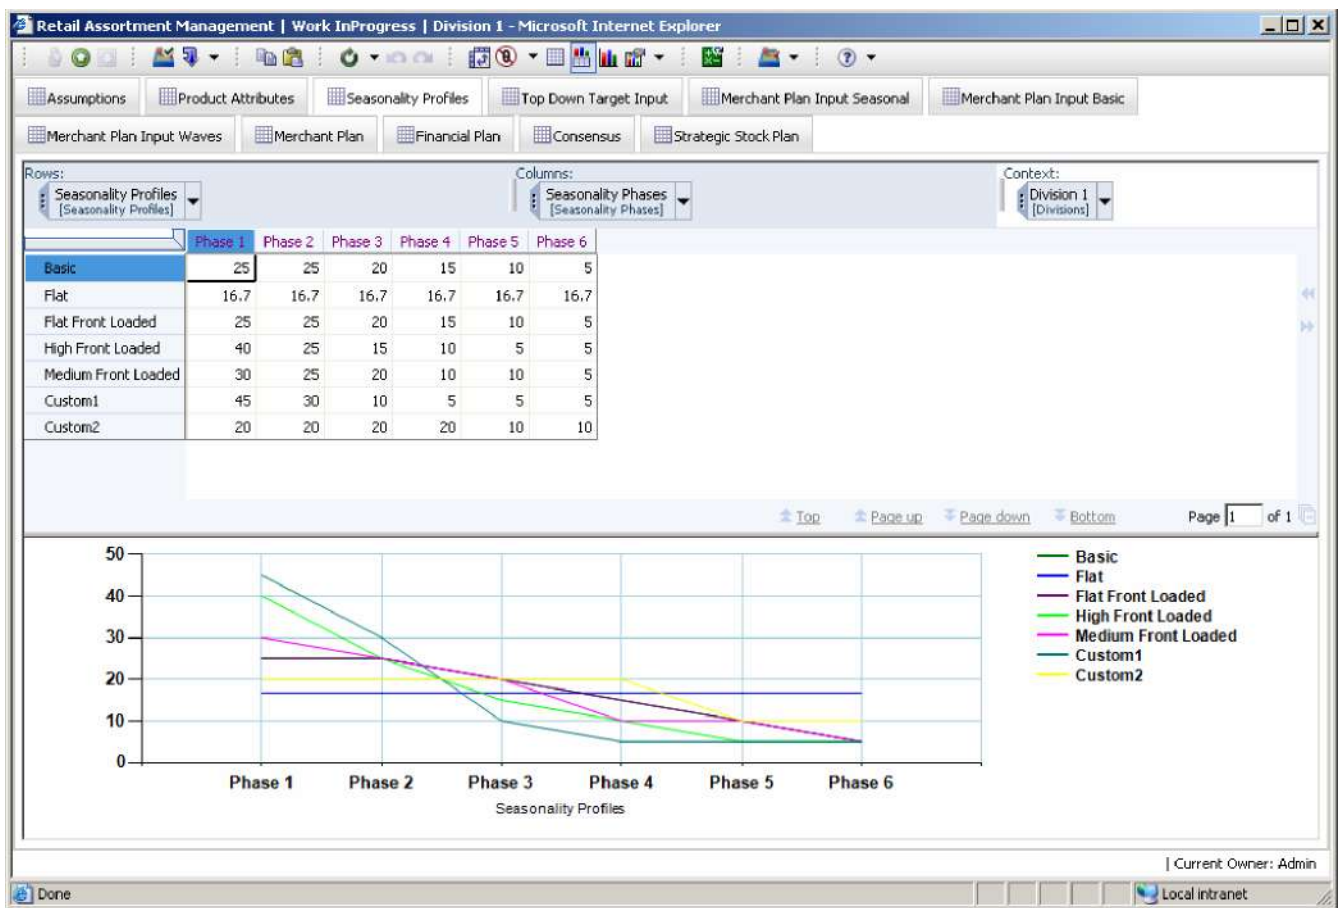 Retail Assortment Management | Work InProgress | Division 1 - Microsoft Internet Explorer
Assumptions Product Attributes Seasonality Profiles Top Down Target Input Merchant Plan Input Seasonal Merchant Plan Input Basic
Merchant Plan Input Waves Merchant Plan Financial Plan Consensus Strategic Stock Plan
Rows: Columns: Context:
Seasonality Profiles Seasonality Phases Division 1
[Seasonality Profiles] [Seasonality Phases] [Divisions]
Phase 1 Phase 2 Phase 3 Phase 4 Phase 5 Phase 6
Basic 25 25 20 15 10 5
Flat 16.7 16.7 16.7 16.7 16.7 16.7
Flat Front Loaded 25 25 20 15 10 5
High Front Loaded 40 25 15 10 5 5
Medium Front Loaded 30 25 20 10 10 5
Custom1 45 30 10 5 5 5
Custom2 20 20 20 20 10 10
Top Page up Page down Bottom Page 1 of 1
50
40
30
20
10
0
Phase 1 Phase 2 Phase 3 Phase 4 Phase 5 Phase 6
Seasonality Profiles
Basic
Flat
Flat Front Loaded
High Front Loaded
Medium Front Loaded
Custom1
Custom2
| Current Owner: Admin
Done Local intranet